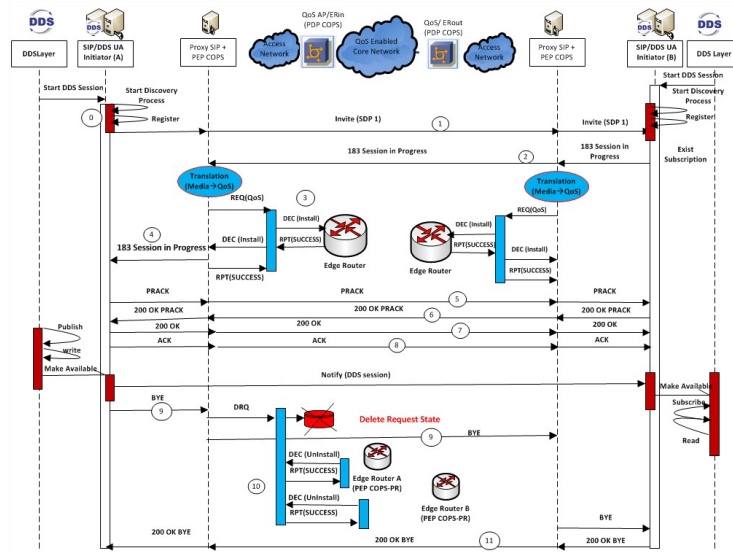 DDS
DDS
QoS AP/ERin
(PDP COPS)
QoS/ ERout
(PDP COPS)
Access
Network
QoS Enabled
Core Network
Access
Network
DDSLayer
SIP/DDS UA
Initiator (A)
Proxy SIP +
PEP COPS
Proxy SIP +
PEP COPS
SIP/DDS UA
Initiator (B)
DDS Layer
Start DDS Session
Start DDS Session
0
Start Discovery
Process
Register
Start Discovery
Process
Register
Invite (SDP 1)
1
Invite (SDP 1)
183 Session in Progress
2
183 Session in
Progress
Exist
Subscription
Translation
(Media→QoS)
Translation
(Media→QoS)
REQ(QoS)
3
DEC (Install)
REQ(QoS)
DEC (Install)
4
183 Session in Progress
DEC (Install)
RPT(SUCCESS)
Edge Router
RPT(SUCCESS)
Edge Router
RPT(SUCCESS)
DEC (Install)
RPT(SUCCESS)
PRACK
PRACK
5
PRACK
200 OK PRACK
200 OK PRACK
6
200 OK PRACK
200 OK
200 OK
7
200 OK
ACK
ACK
8
ACK
Publish
write
Make Available
Notify (DDS session)
Make Available
Subscribe
Read
BYE
9
DRQ
Delete Request State
9
BYE
DEC (UnInstall)
RPT(SUCCESS)
Edge Router A
(PEP COPS-PR)
10
DEC (UnInstall)
RPT(SUCCESS)
Edge Router B
(PEP COPS-PR)
BYE
200 OK BYE
200 OK BYE
11
200 OK BYE